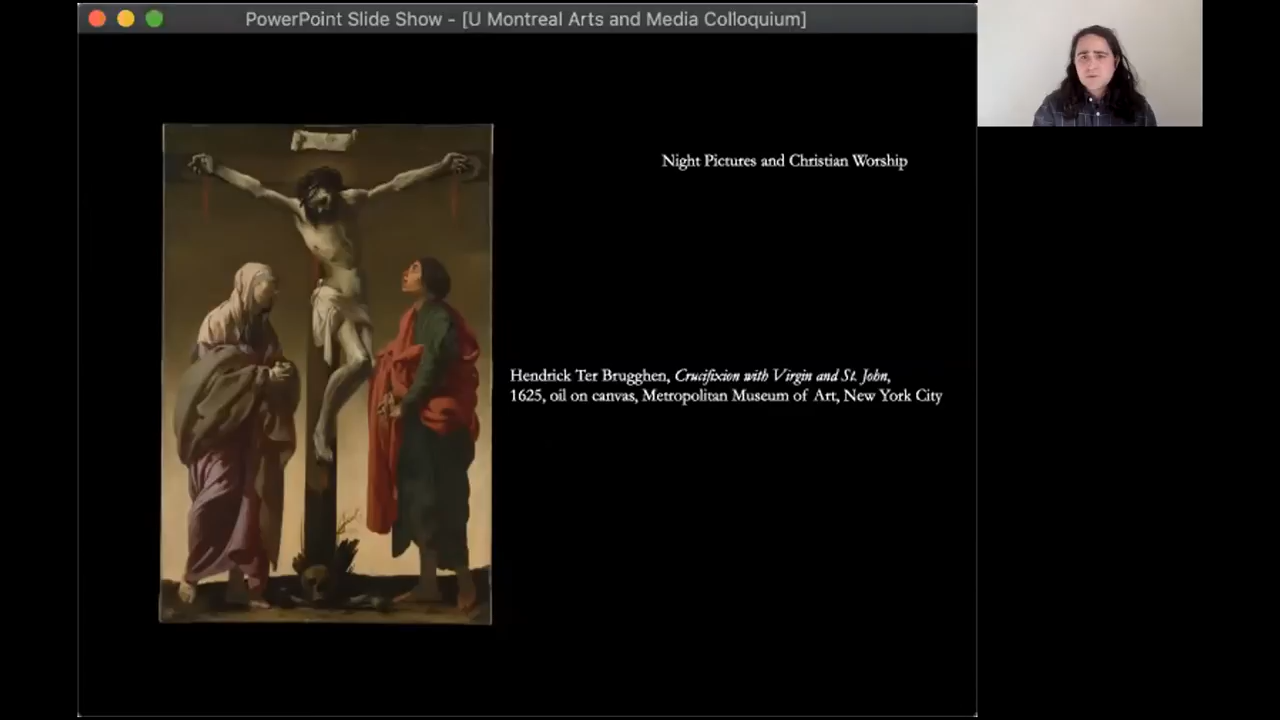 PowerPoint Slide Show - [U Montreal Arts and Media Colloquium]
Night Pictures and Christian Worship
Hendrick Ter Brugghen, Crucifixion with Virgin and St. John,
1625, oil on canvas, Metropolitan Museum of Art, New York City